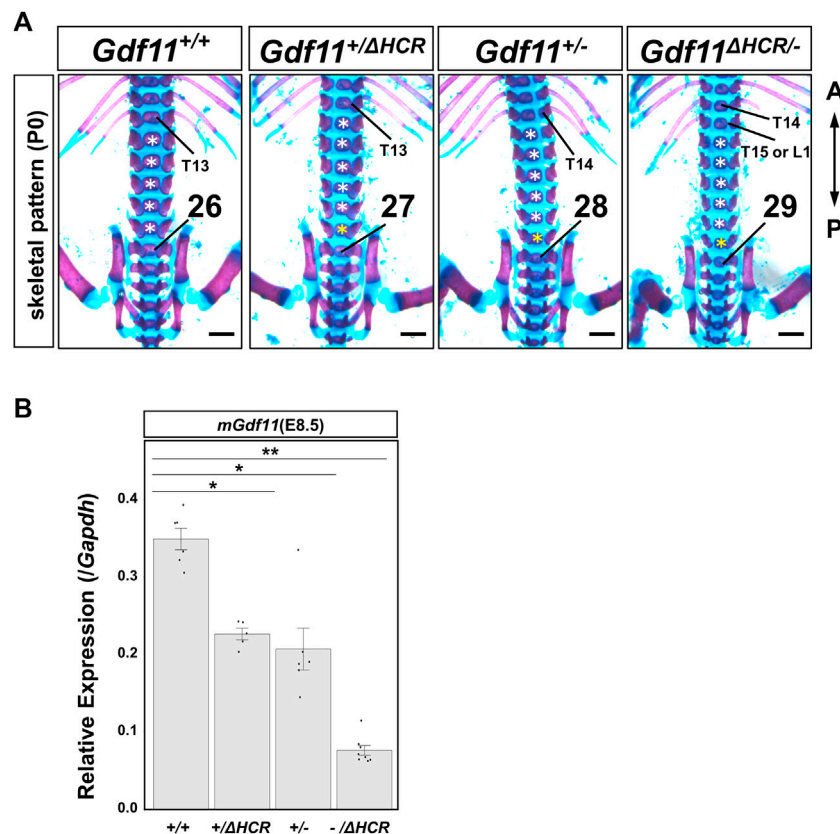 A
Gdf11+/+ Gdf11+/ΔHCR Gdf11+/- Gdf11ΔHCR/-
skeletal pattern (P0)
T13
26
T13
27
T14
28
T14
T15 or L1
29
A
P
* * * * *
* * * * *
* * * * * *
* * * * * *
B
mGdf11(E8.5)
**
*
*
Relative Expression (/Gapdh)
0.4
0.3
0.2
0.1
0.0
+/+ +/ΔHCR +/- - /ΔHCR